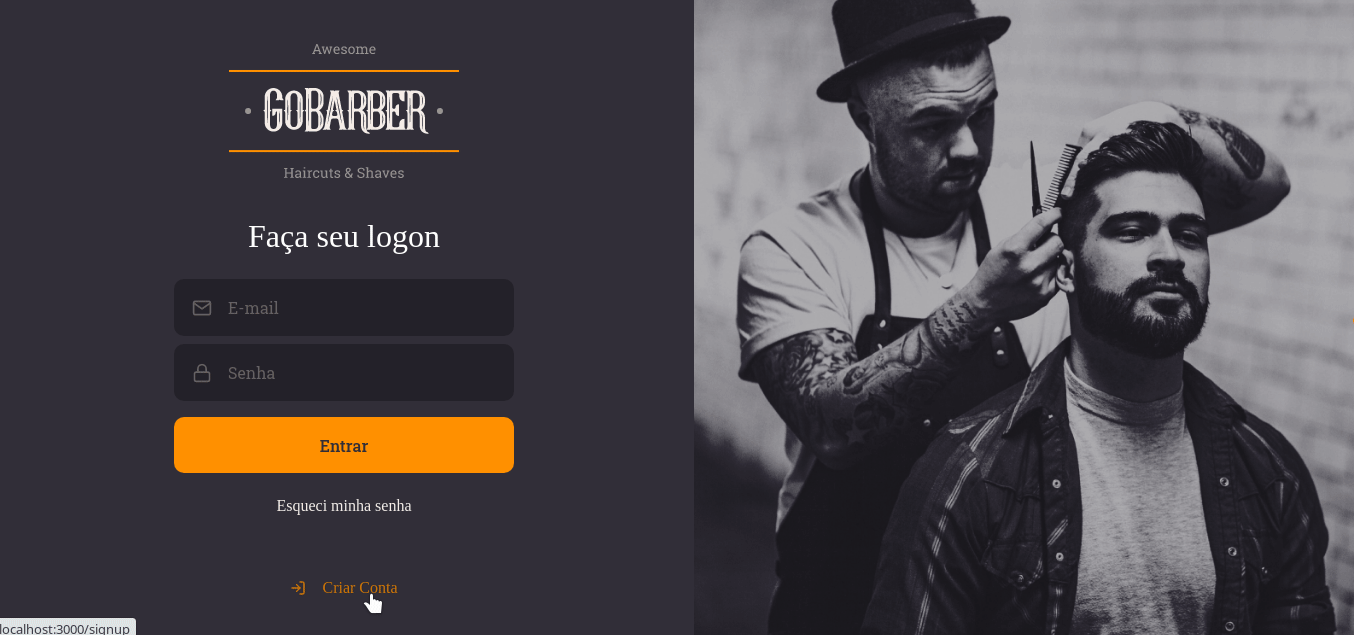 Awesome
GOBARBER
Haircuts & Shaves
Faça seu logon
E-mail
Senha
Entrar
Esqueci minha senha
Criar Conta
localhost:3000/signup